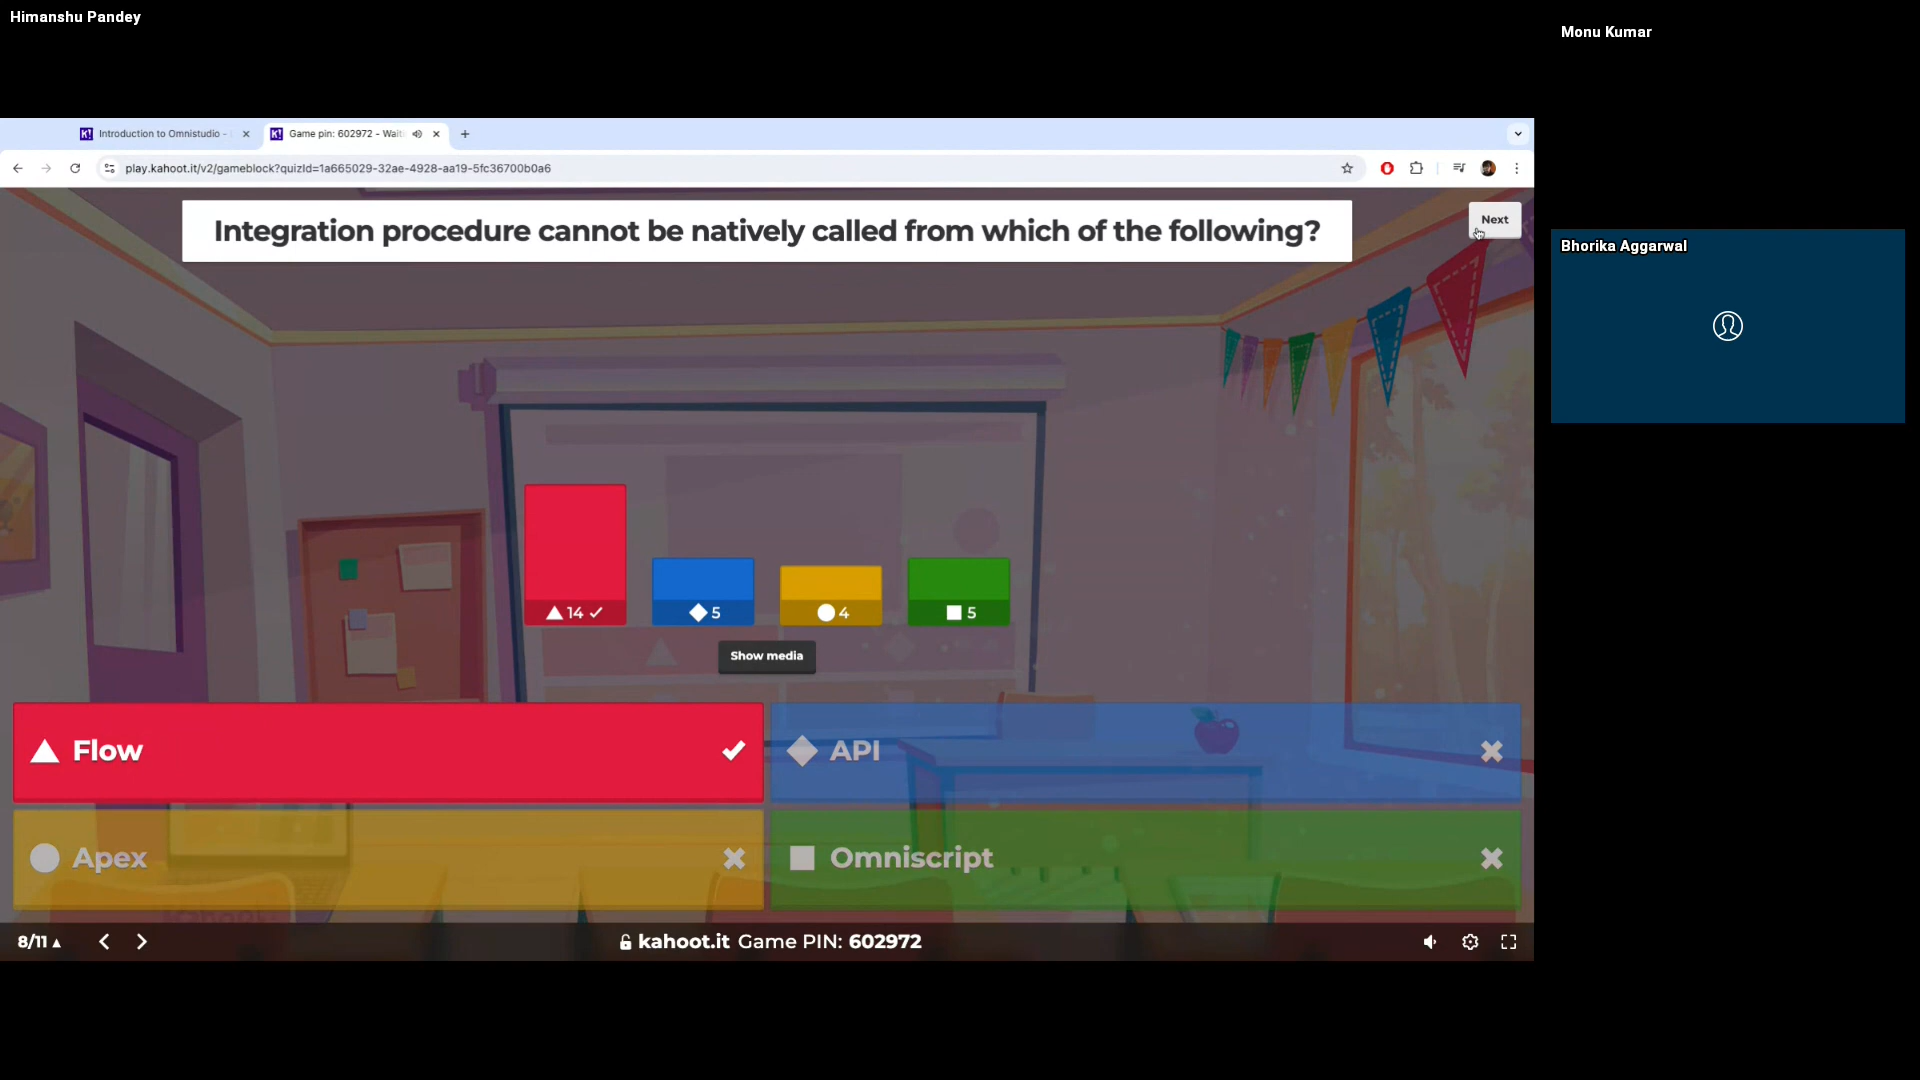 Himanshu Pandey
Monu Kumar
Introduction to Omnistudio -
Game pin: 602972 - Wait
play.kahoot.it/v2/gameblock?quizId=1a665029-32ae-4928-aa19-5fc36700b0a6
Integration procedure cannot be natively called from which of the following?
Next
Bhorika Aggarwal
14
5
4
5
Show media
Flow
API
Apex
Omniscript
8/11
kahoot.it Game PIN: 602972